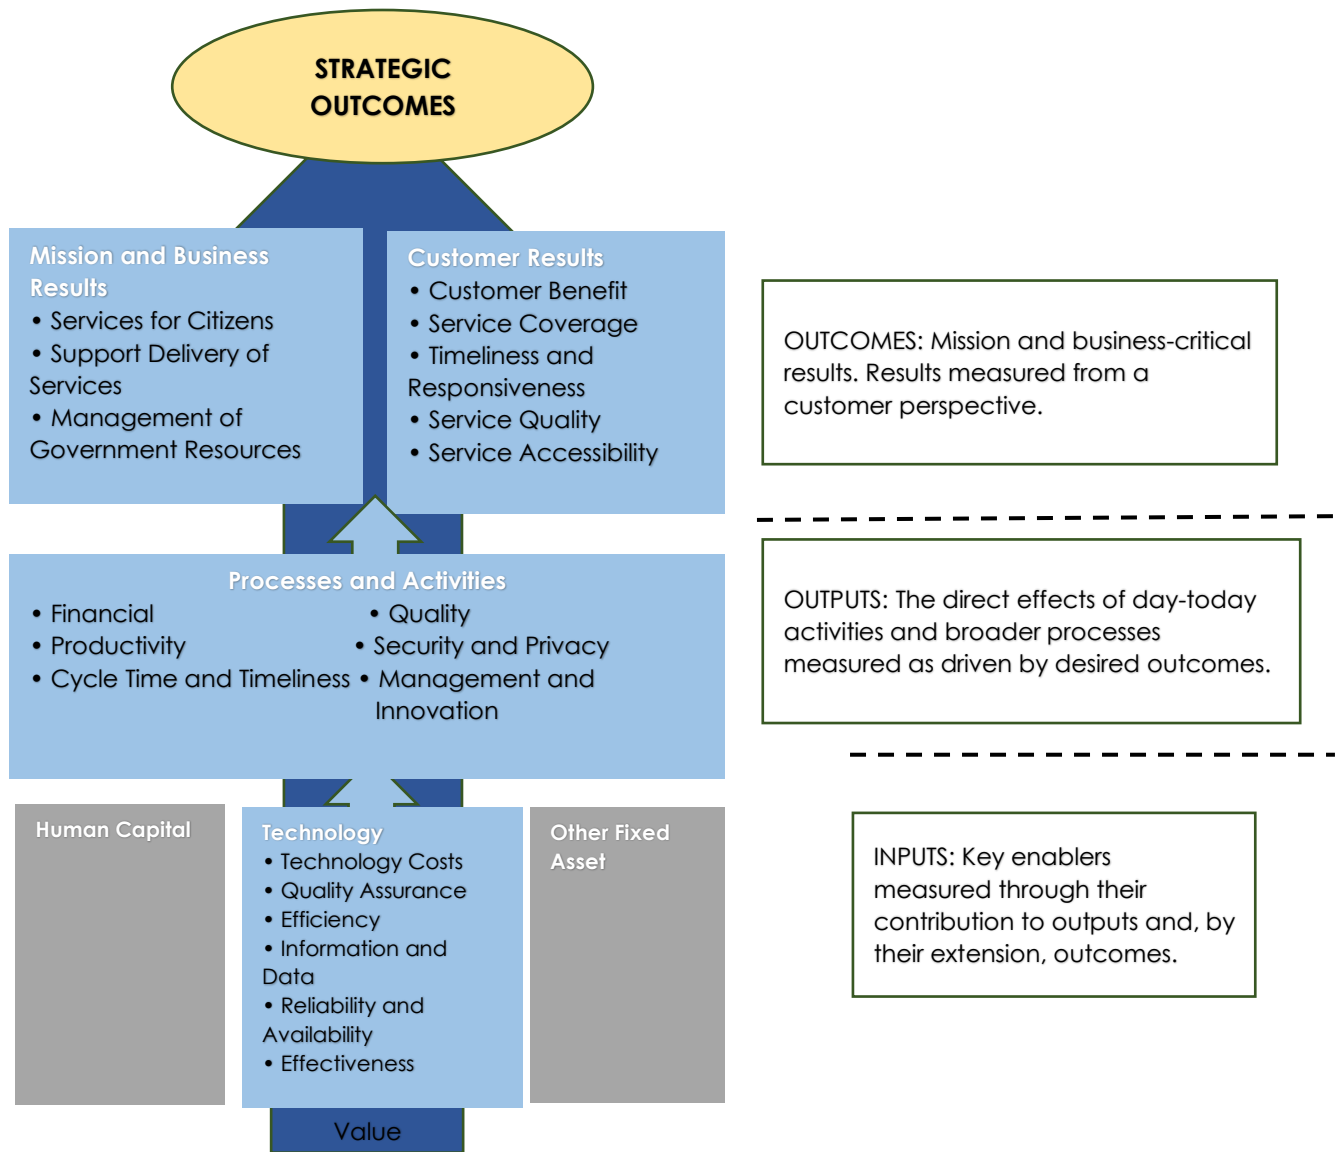 STRATEGIC
OUTCOMES
Mission and Business
Results
• Services for Citizens
• Support Delivery of
Services
• Management of
Government Resources
Customer Results
• Customer Benefit
• Service Coverage
• Timeliness and
Responsiveness
• Service Quality
• Service Accessibility
OUTCOMES: Mission and business-critical
results. Results measured from a
customer perspective.
Processes and Activities
• Financial
• Productivity
• Cycle Time and Timeliness
• Quality
• Security and Privacy
• Management and
Innovation
OUTPUTS: The direct effects of day-today
activities and broader processes
measured as driven by desired outcomes.
Human Capital
Technology
• Technology Costs
• Quality Assurance
• Efficiency
• Information and
Data
• Reliability and
Availability
• Effectiveness
Other Fixed
Asset
INPUTS: Key enablers
measured through their
contribution to outputs and, by
their extension, outcomes.
Value